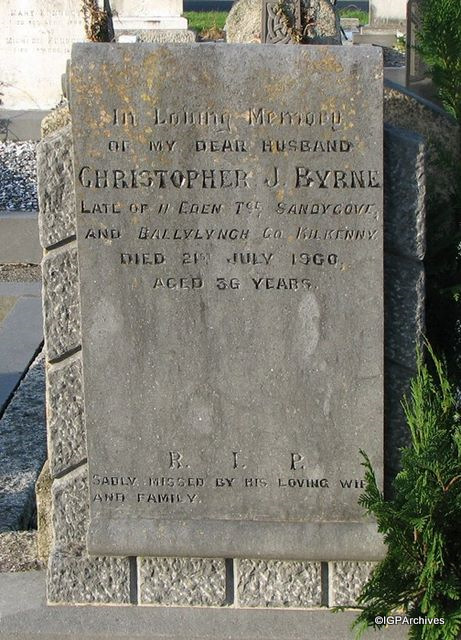 In Loving Memory
OF MY DEAR HUSBAND
CHRISTOPHER J. BYRNE
LATE OF 11 EDEN TCE, SANDYCOVE,
AND BALLYLYNCH CO. KILKENNY
DIED 21ST JULY 1960,
AGED 36 YEARS.
R. I. P.
SADLY MISSED BY HIS LOVING WIF
AND FAMILY.
©IGPArchives